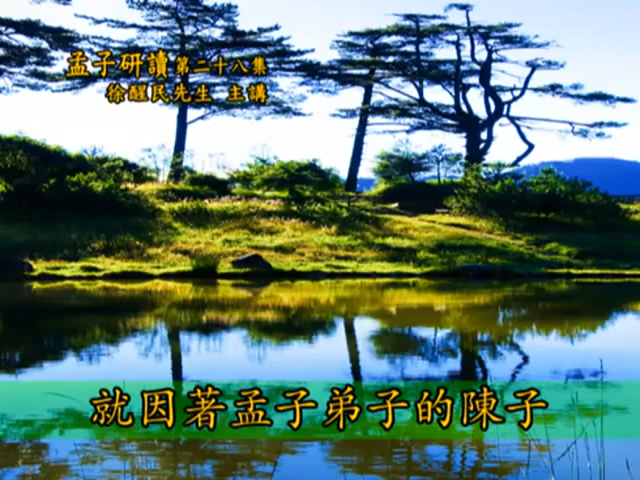 孟子研讀 第二十八集
徐醒民先生 主講
就因著孟子弟子的陳子